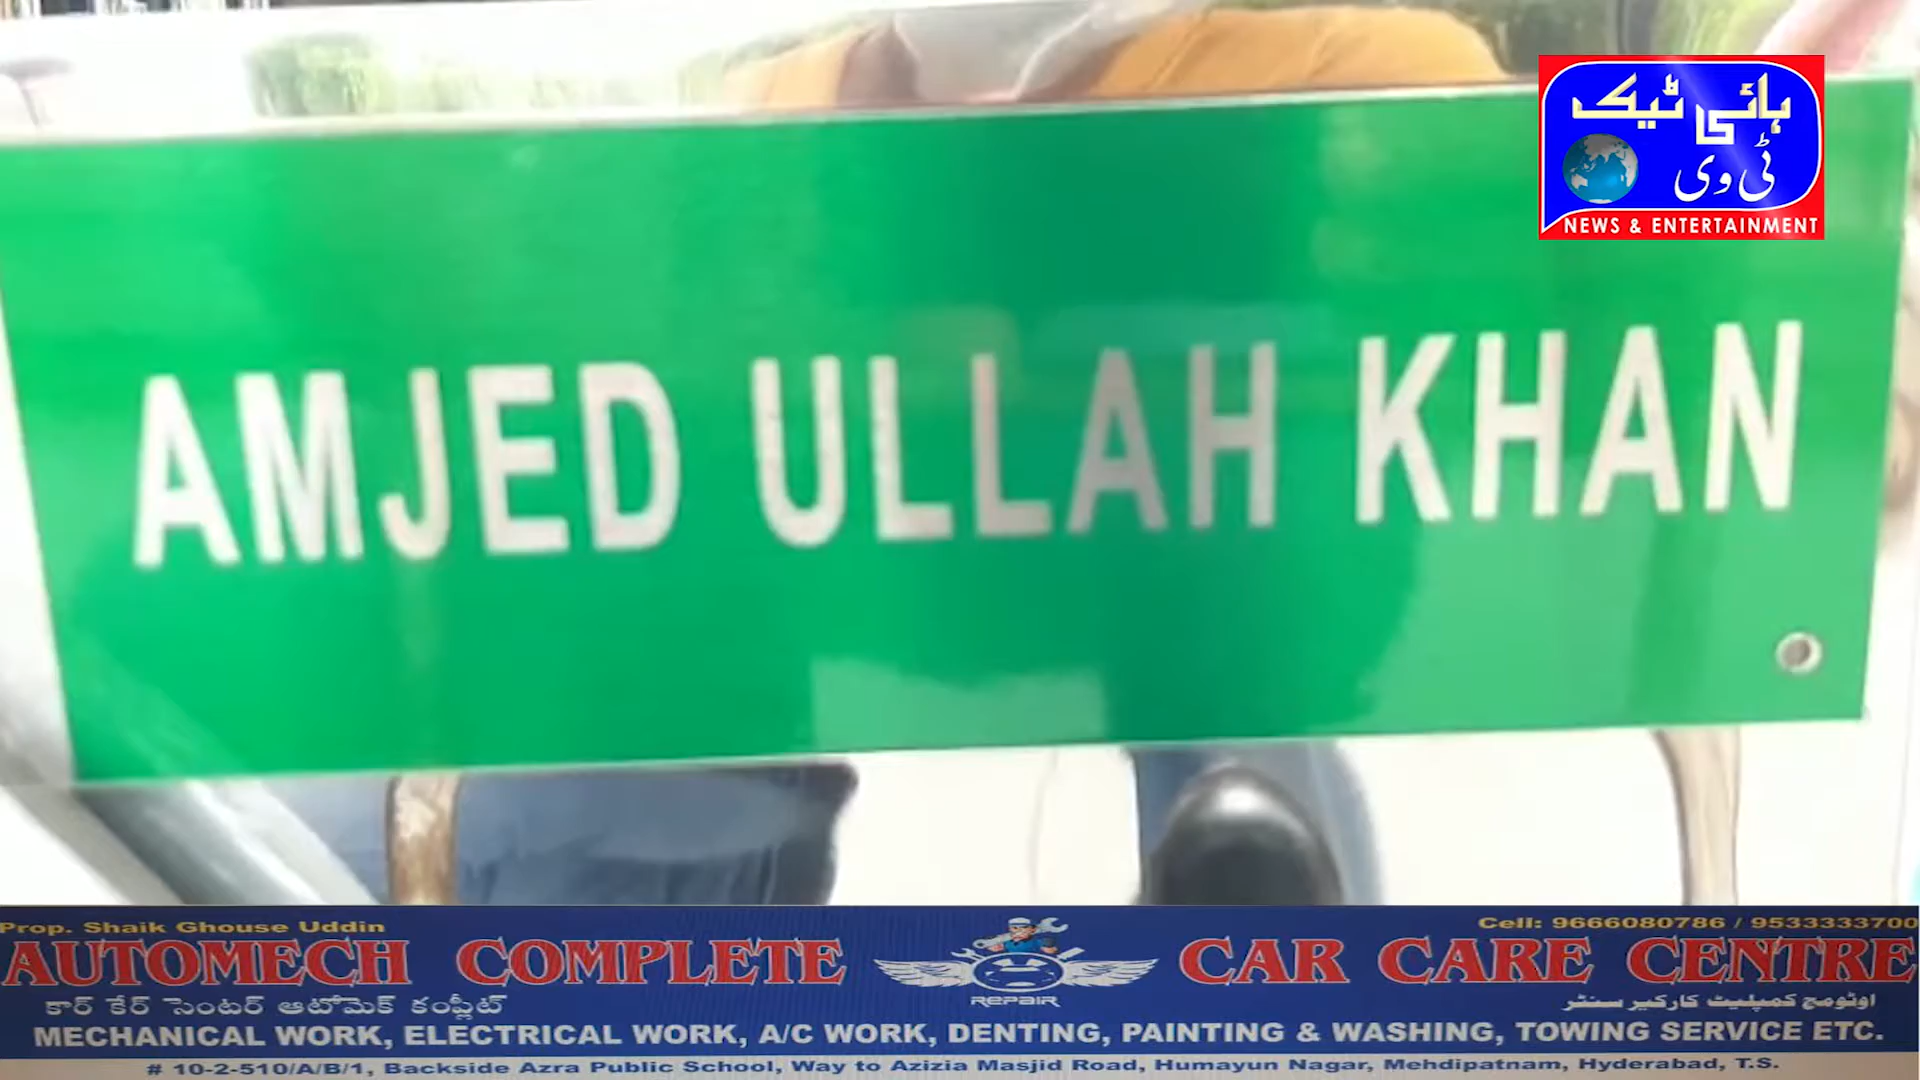 ہائی ٹیک
ٹی وی
NEWS & ENTERTAINMENT
AMJED ULLAH KHAN
Prop. Shaik Ghouse Uddin
Cell: 9666080786 / 9533333700
AUTOMECH COMPLETE CAR CARE CENTRE
REPAIR
కార్ కేర్ సెంటర్ ఆటోమెక్ కంప్లీట్
اوٹومچ کمپلیٹ کارکیر سنٹر
MECHANICAL WORK, ELECTRICAL WORK, A/C WORK, DENTING, PAINTING & WASHING, TOWING SERVICE ETC.
# 10-2-510/A/B/1, Backside Azra Public School, Way to Azizia Masjid Road, Humayun Nagar, Mehdipatnam, Hyderabad, T.S.